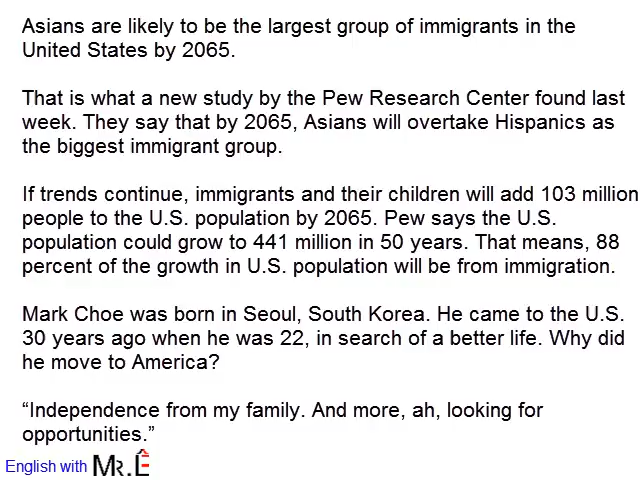 Asians are likely to be the largest group of immigrants in the
United States by 2065.
That is what a new study by the Pew Research Center found last
week. They say that by 2065, Asians will overtake Hispanics as
the biggest immigrant group.
If trends continue, immigrants and their children will add 103 million
people to the U.S. population by 2065. Pew says the U.S.
population could grow to 441 million in 50 years. That means, 88
percent of the growth in U.S. population will be from immigration.
Mark Choe was born in Seoul, South Korea. He came to the U.S.
30 years ago when he was 22, in search of a better life. Why did
he move to America?
“Independence from my family. And more, ah, looking for
opportunities.”
English with MR.Ê